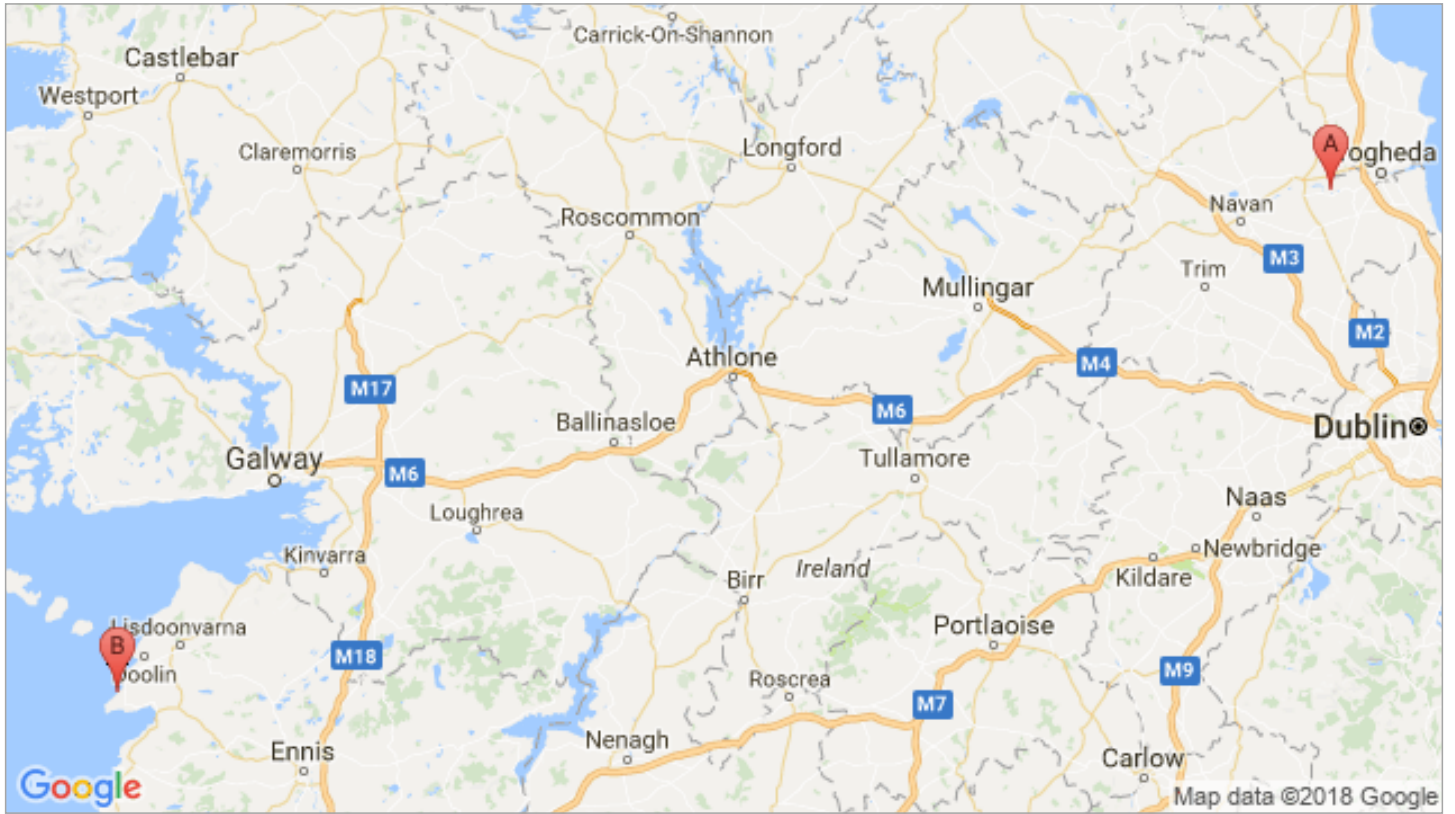 Carrick-On-Shannon
Castlebar
Westport
Claremorris
Longford
A
ogheda
Roscommon
Navan
M3
Trim
Mullingar
M2
Athlone
M4
M17
M6
Ballinasloe
Dublin
Galway
M6
Tullamore
Naas
Loughrea
Kinvarra
Newbridge
Ireland
Kildare
Birr
Lisdoonvarna
B
Portlaoise
M18
Doolin
M9
Roscrea
M7
Nenagh
Ennis
Carlow
Google
Map data ©2018 Google